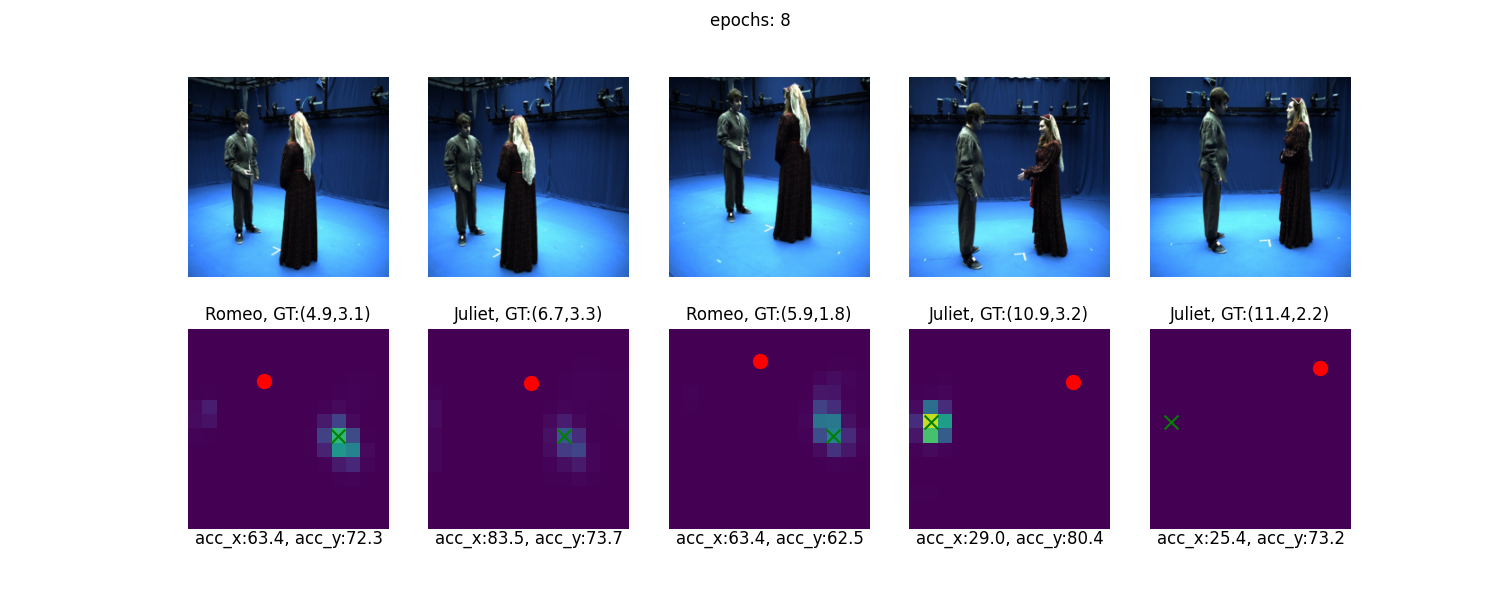 epochs: 8
Romeo, GT:(4.9,3.1)
Juliet, GT:(6.7,3.3)
Romeo, GT:(5.9,1.8)
Juliet, GT:(10.9,3.2)
Juliet, GT:(11.4,2.2)
acc_x:63.4, acc_y:72.3
acc_x:83.5, acc_y:73.7
acc_x:63.4, acc_y:62.5
acc_x:29.0, acc_y:80.4
acc_x:25.4, acc_y:73.2